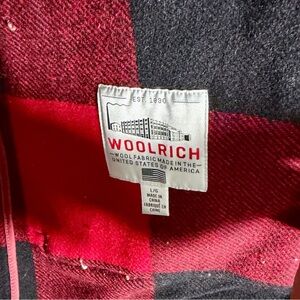 EST. 1830
WOOLRICH
WOOL FABRIC MADE IN THE
UNITED STATES OF AMERICA
L/G
MADE IN
CHINA
FABRIQUÉ EN
CHINE